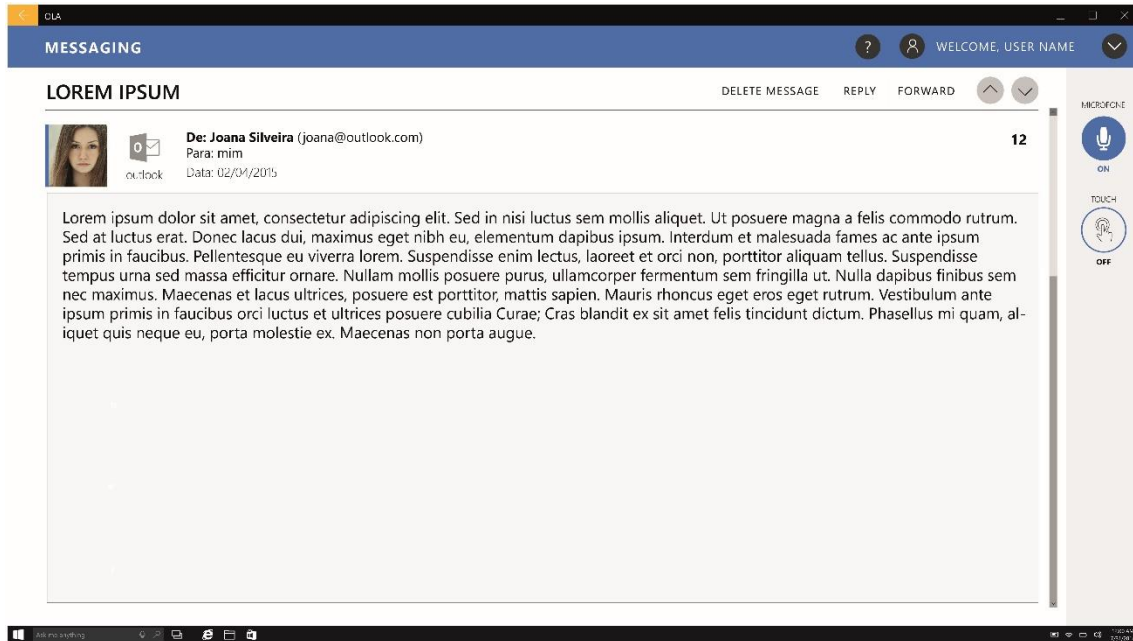 OLA
MESSAGING
? WELCOME, USER NAME
LOREM IPSUM
DELETE MESSAGE REPLY FORWARD
De: Joana Silveira (joana@outlook.com)
Para: mim
outlook
Data: 02/04/2015
12
Lorem ipsum dolor sit amet, consectetur adipiscing elit. Sed in nisi luctus sem mollis aliquet. Ut posuere magna a felis commodo rutrum.
Sed at luctus erat. Donec lacus dui, maximus eget nibh eu, elementum dapibus ipsum. Interdum et malesuada fames ac ante ipsum
primis in faucibus. Pellentesque eu viverra lorem. Suspendisse enim lectus, laoreet et orci non, porttitor aliquam tellus. Suspendisse
tempus urna sed massa efficitur ornare. Nullam mollis posuere purus, ullamcorper fermentum sem fringilla ut. Nulla dapibus finibus sem
nec maximus. Maecenas et lacus ultrices, posuere est porttitor, mattis sapien. Mauris rhoncus eget eros eget rutrum. Vestibulum ante
ipsum primis in faucibus orci luctus et ultrices posuere cubilia Curae; Cras blandit ex sit amet felis tincidunt dictum. Phasellus mi quam, al-
iquet quis neque eu, porta molestie ex. Maecenas non porta augue.
MICROFONE
ON
TOUCH
OFF
Ask me anything